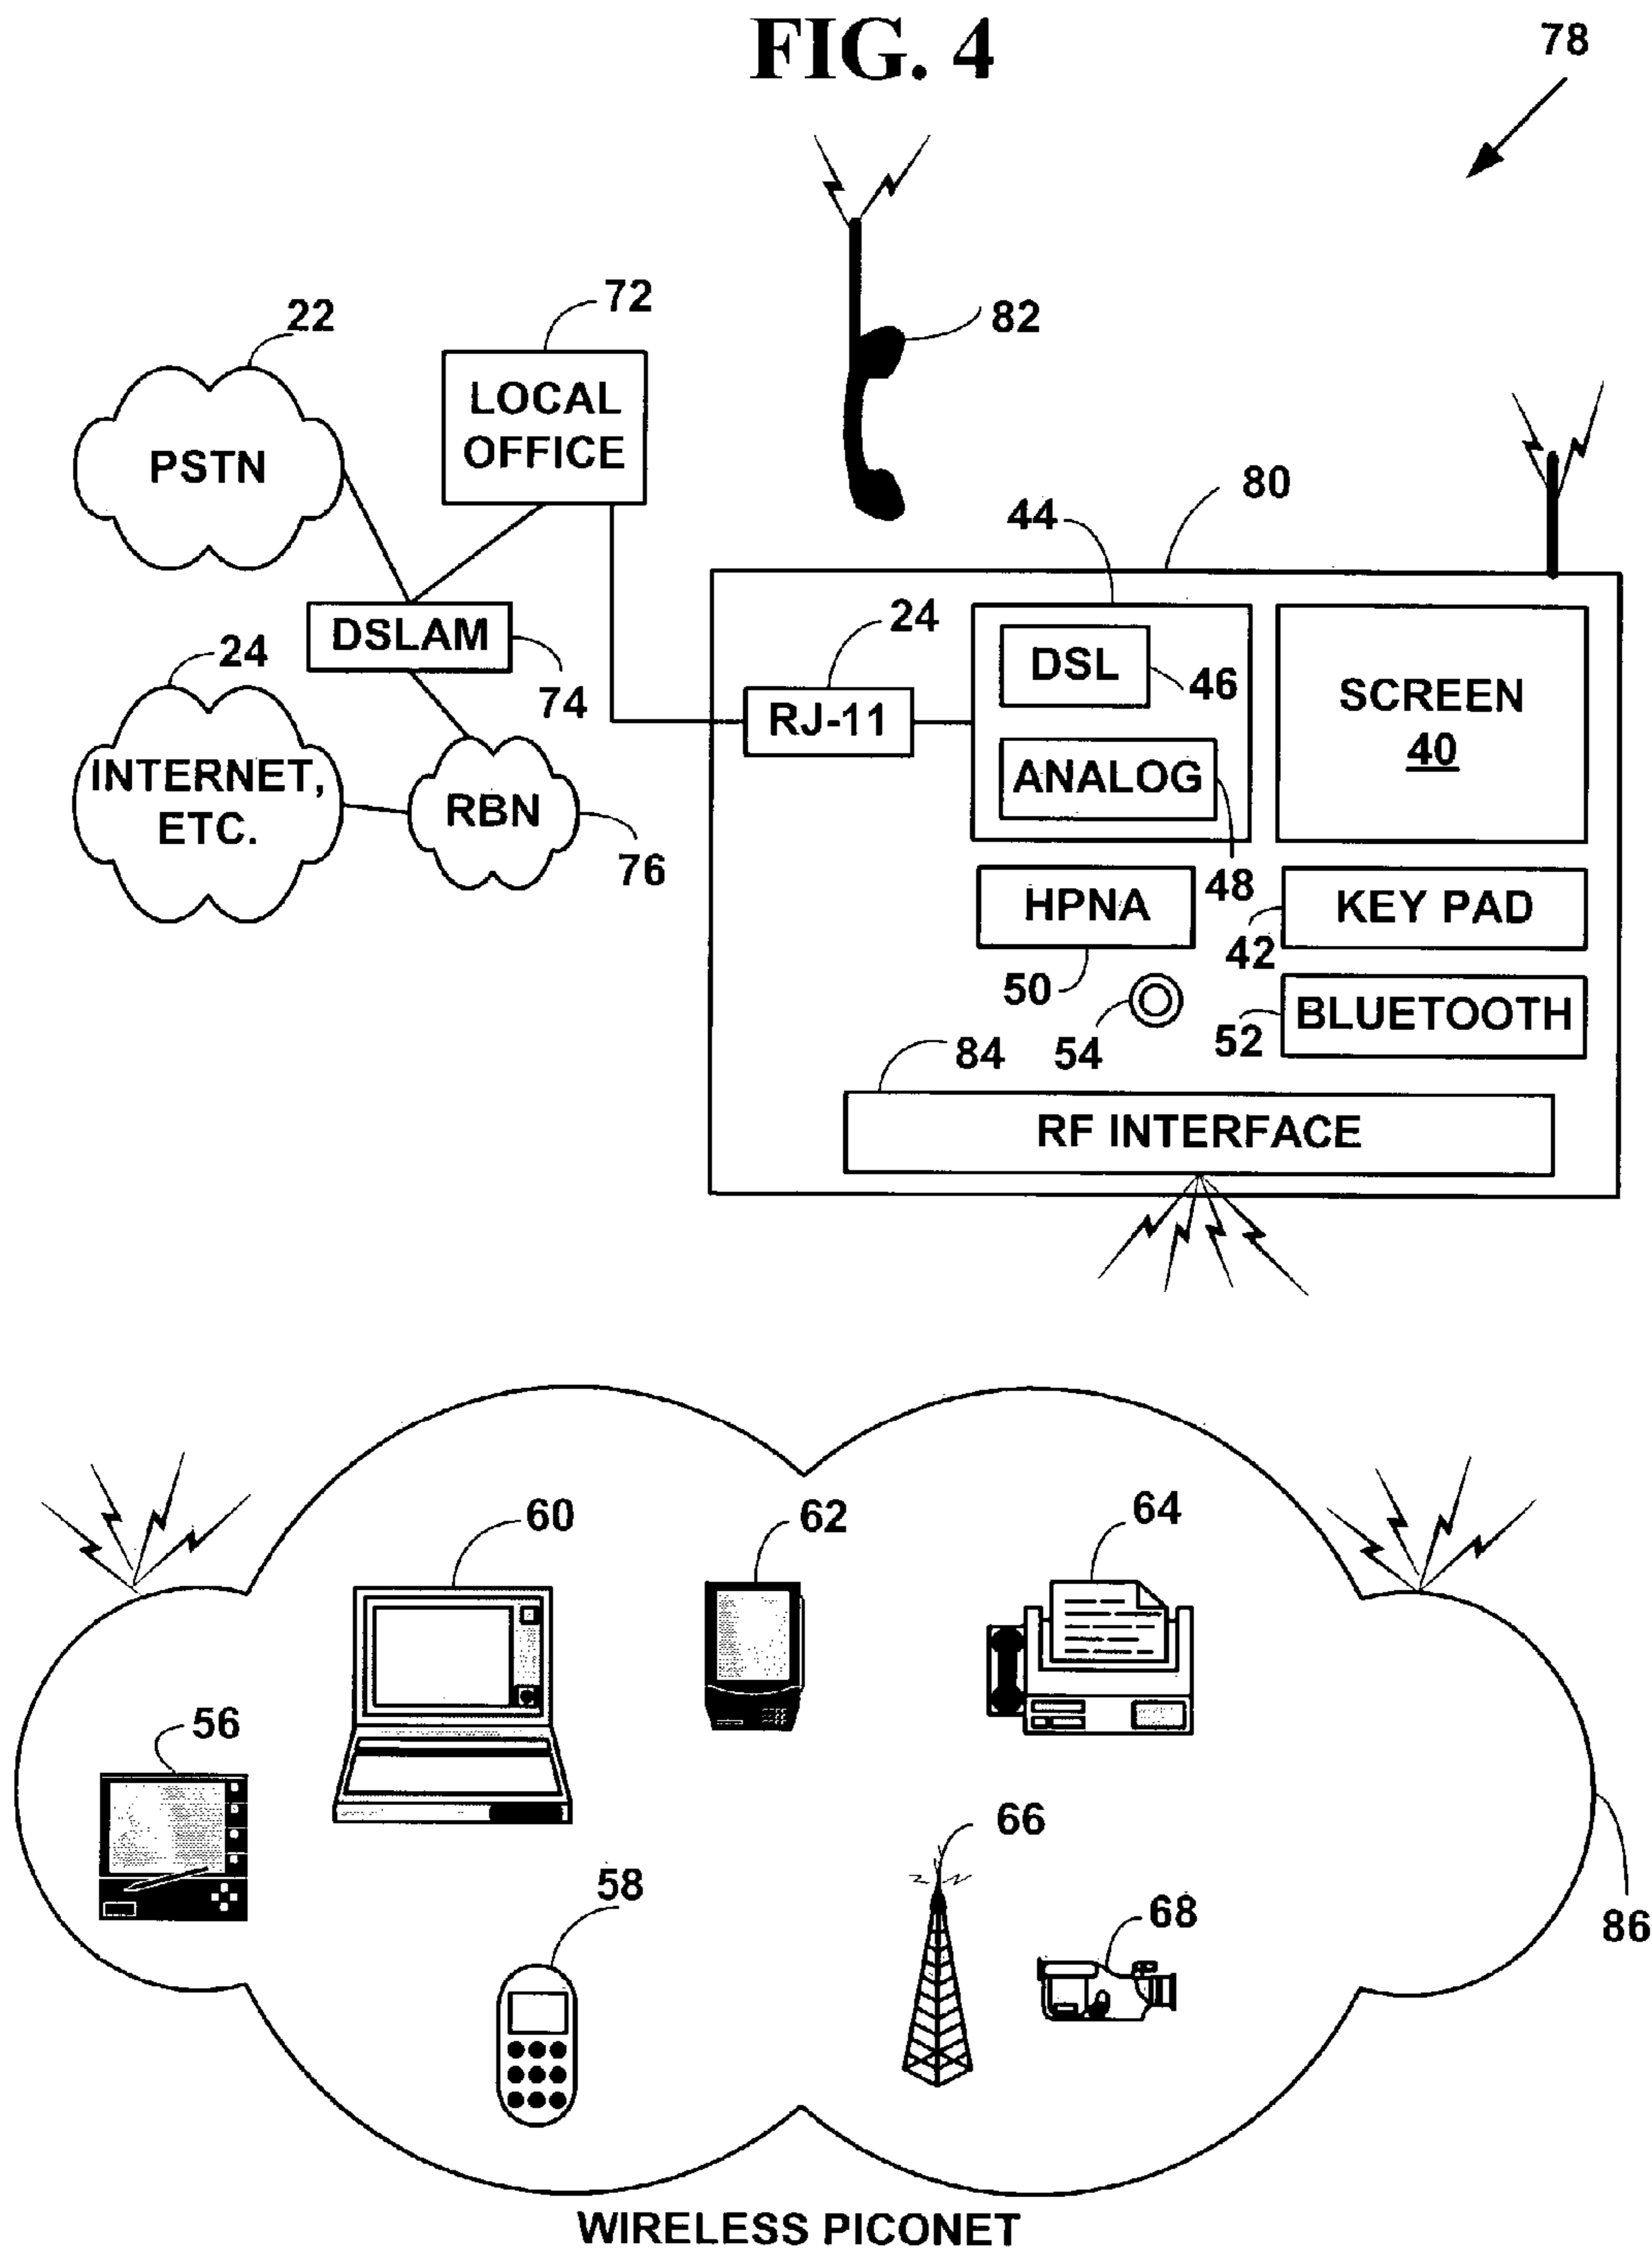 FIG. 4
78
22
72
82
LOCAL
OFFICE
PSTN
80
44
24
DSLAM
24
74
DSL
46
RJ-11
SCREEN
40
INTERNET,
ETC.
RBN
ANALOG
76
48
HPNA
KEY PAD
42
50
BLUETOOTH
52
54
84
RF INTERFACE
60
62
64
56
66
58
68
86
WIRELESS PICONET